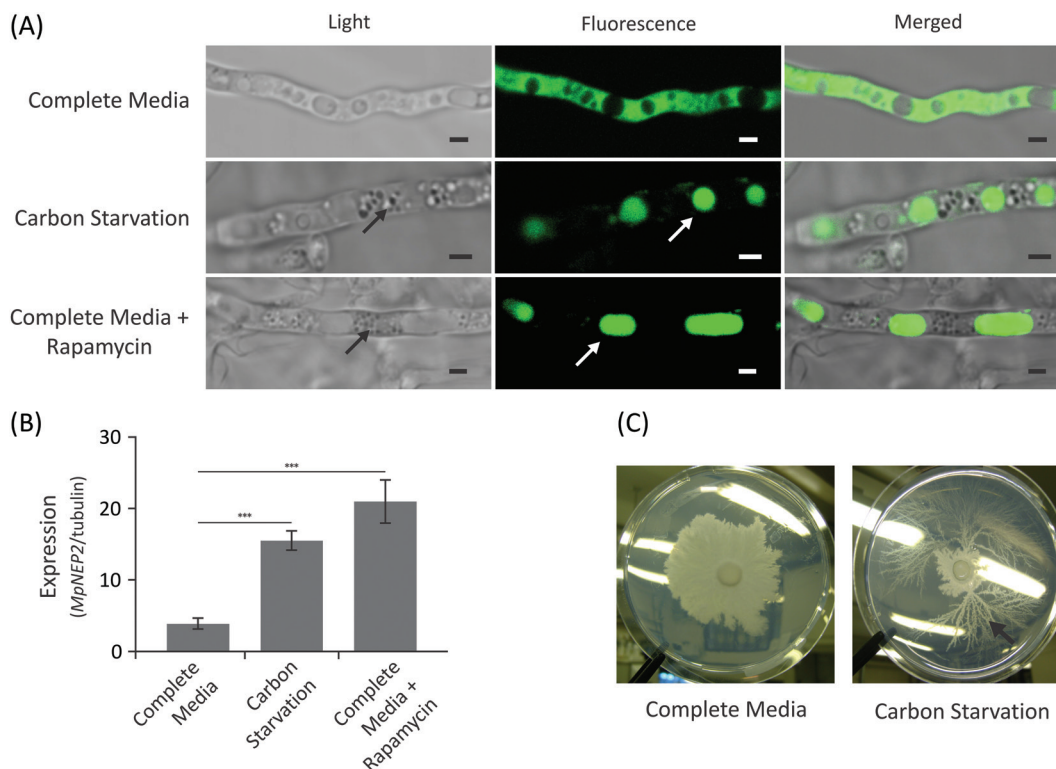 (A)
Light
Fluorescence
Merged
Complete Media
Carbon Starvation
Complete Media +
Rapamycin
(B)
30
20
10
0
Expression
(MpNEP2/tubulin)
***
***
Complete
Media
Carbon
Starvation
Complete
Media +
Rapamycin
(C)
Complete Media
Carbon Starvation